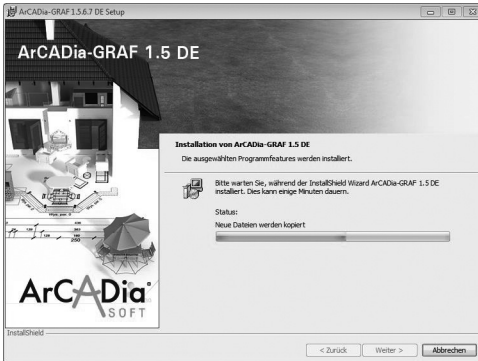 ArCADia-GRAF 1.5.6.7 DE Setup
ArCADia-GRAF 1.5 DE
Installation von ArCADia-GRAF 1.5 DE
Die ausgewählten Programmfeatures werden installiert.
Bitte warten Sie, während der InstallShield Wizard ArCADia-GRAF 1.5 DE
installiert. Dies kann einige Minuten dauern.
Status:
Neue Dateien werden kopiert
250
ArCADia
SOFT
InstallShield
< Zurück
Weiter >
Abbrechen